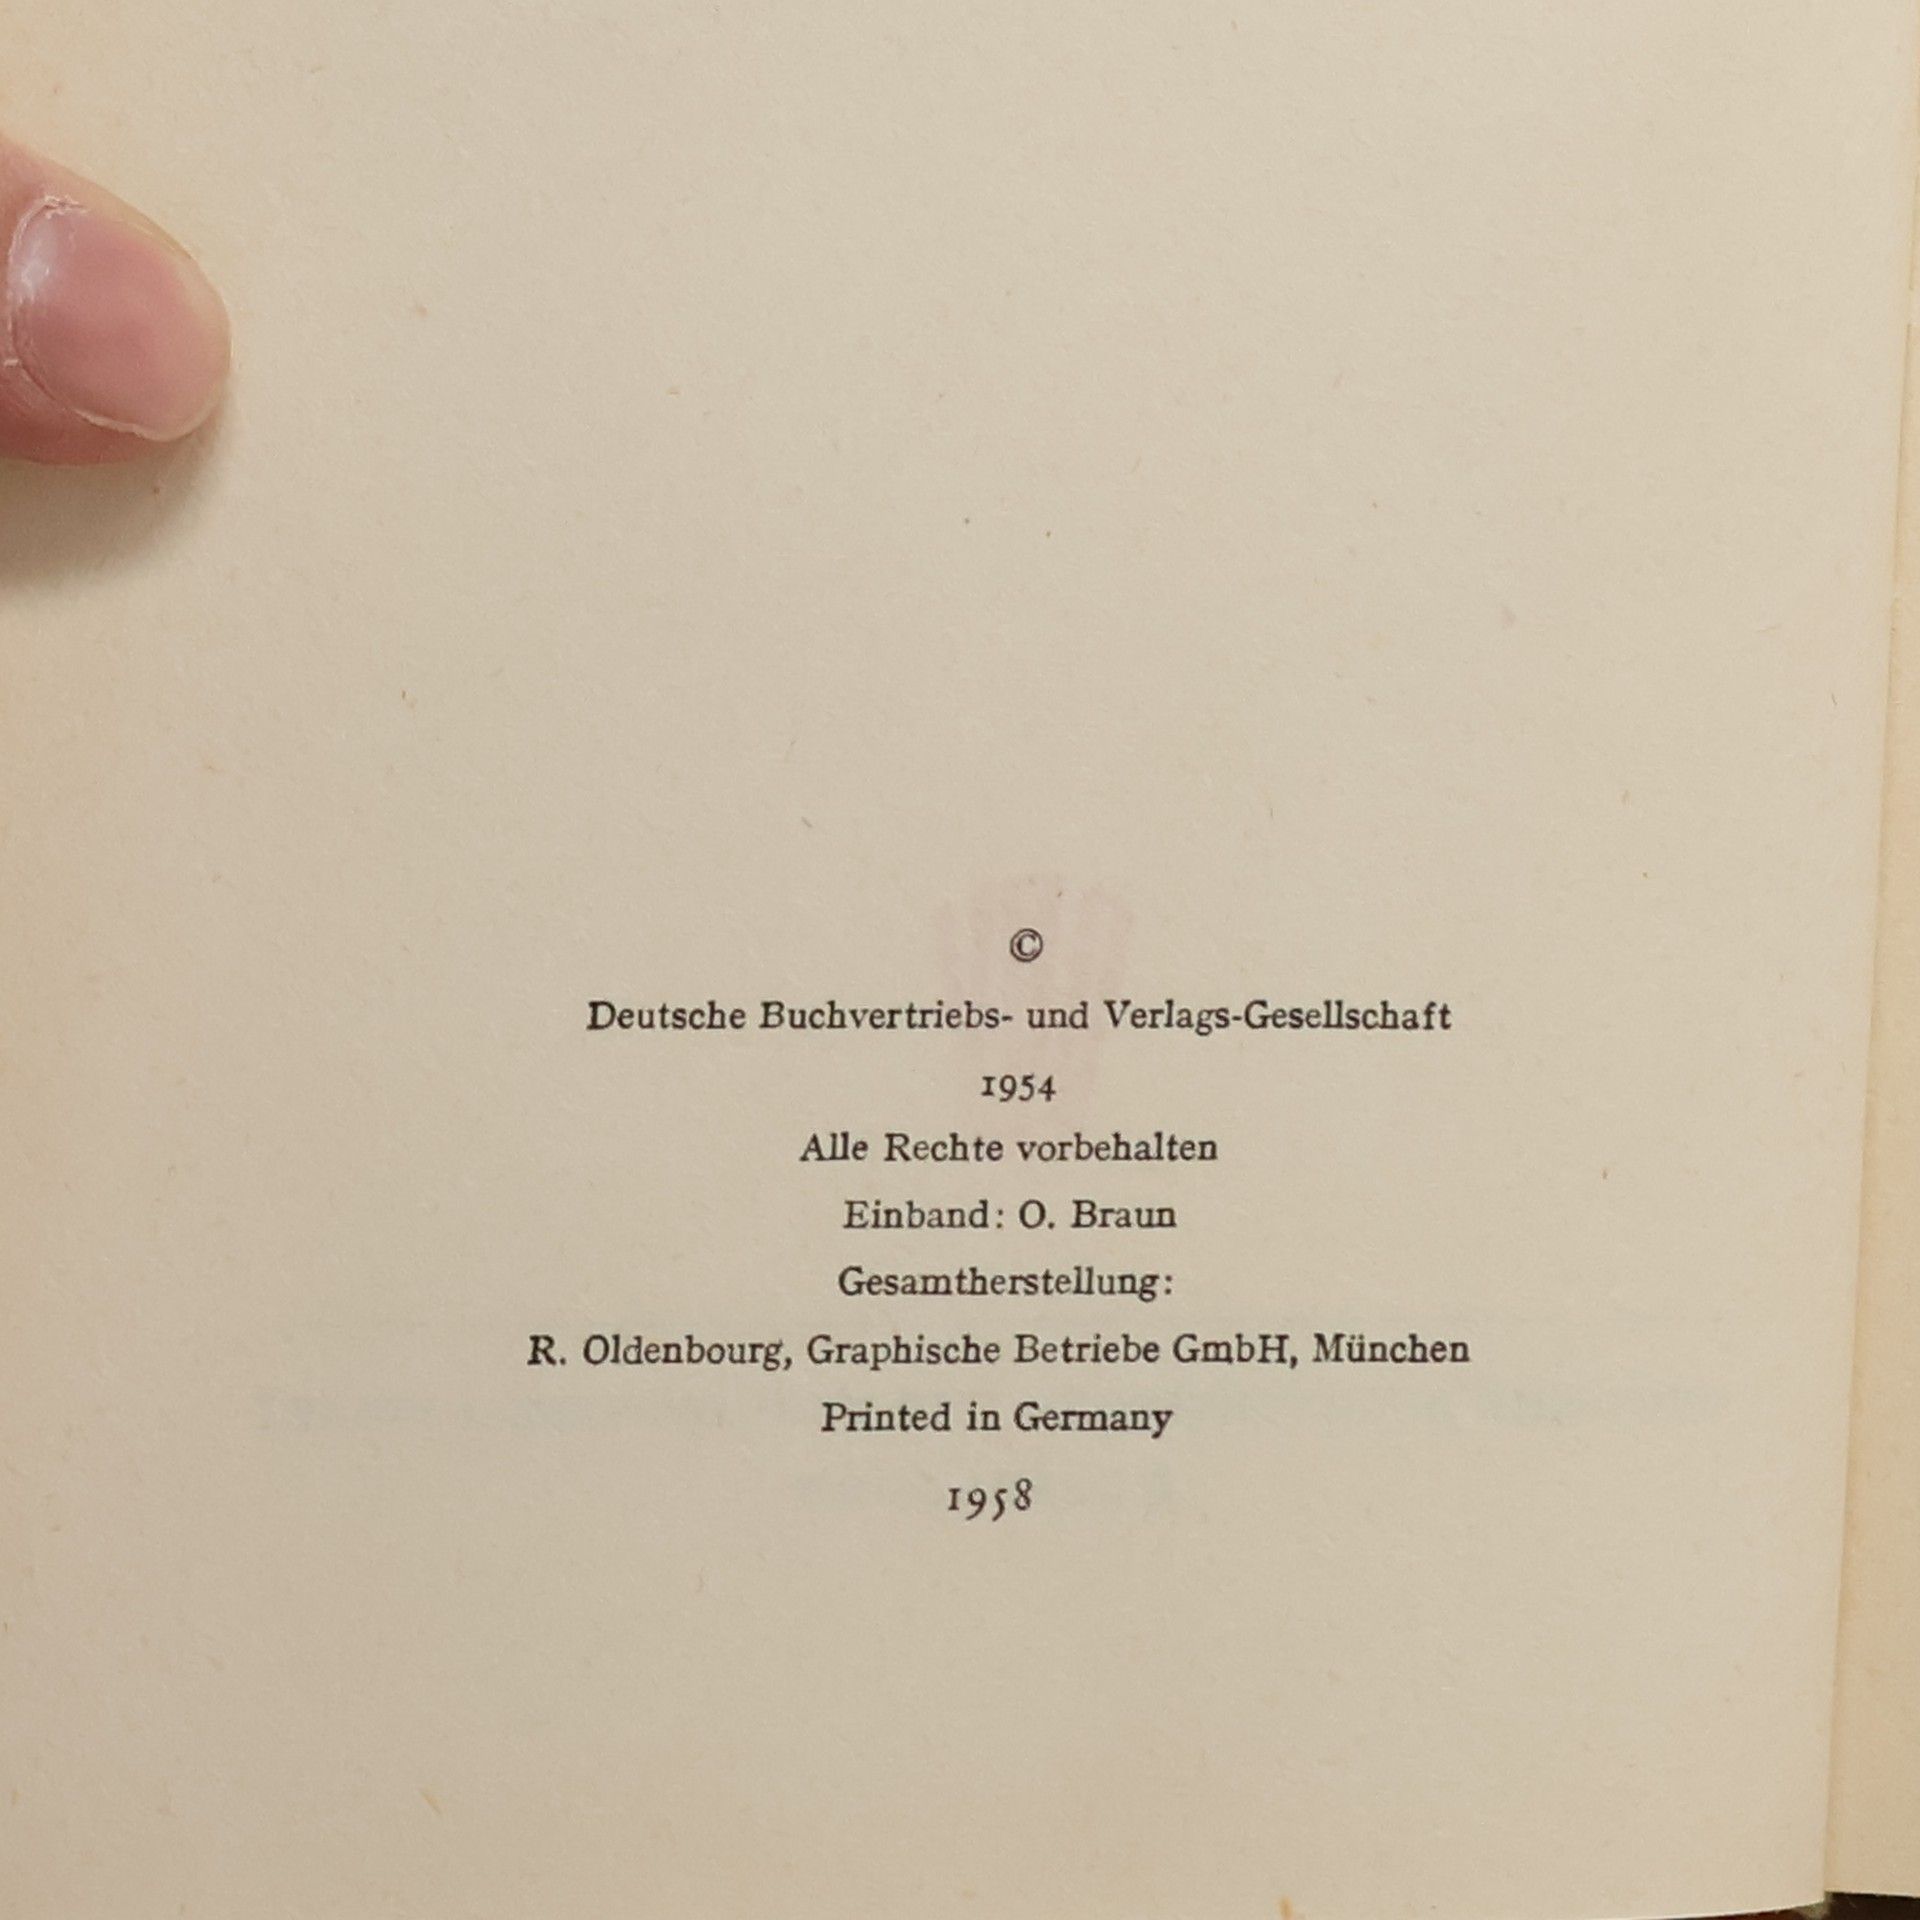 ©
Deutsche Buchvertriebs- und Verlags-Gesellschaft
1954
Alle Rechte vorbehalten
Einband: O. Braun
Gesamtherstellung:
R. Oldenbourg, Graphische Betriebe GmbH, München
Printed in Germany
1958